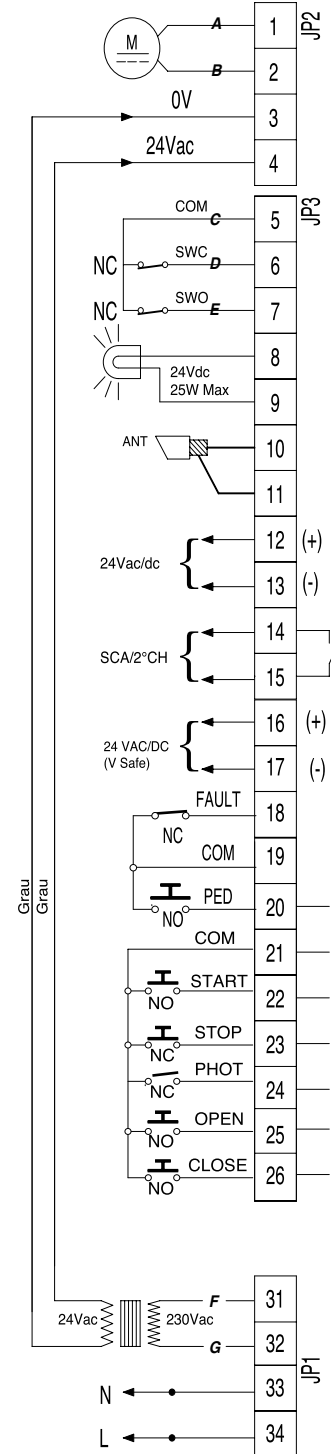 M
A 1
B 2
JP2
0V 3
24Vac 4
COM C 5
JP3
NC SWC D 6
NC SWO E 7
8
24Vdc
25W Max 9
ANT 10
11
12 (+)
24Vac/dc
13 (-)
14
SCA/2°CH
15
16 (+)
24 VAC/DC
(V Safe)
17 (-)
FAULT 18
NC
COM 19
PED 20
NO
COM 21
START 22
NO
STOP 23
NC
PHOT 24
NC
OPEN 25
NO
CLOSE 26
NO
Grau
Grau
F 31
24Vac 230Vac
G 32
JP1
N 33
L 34